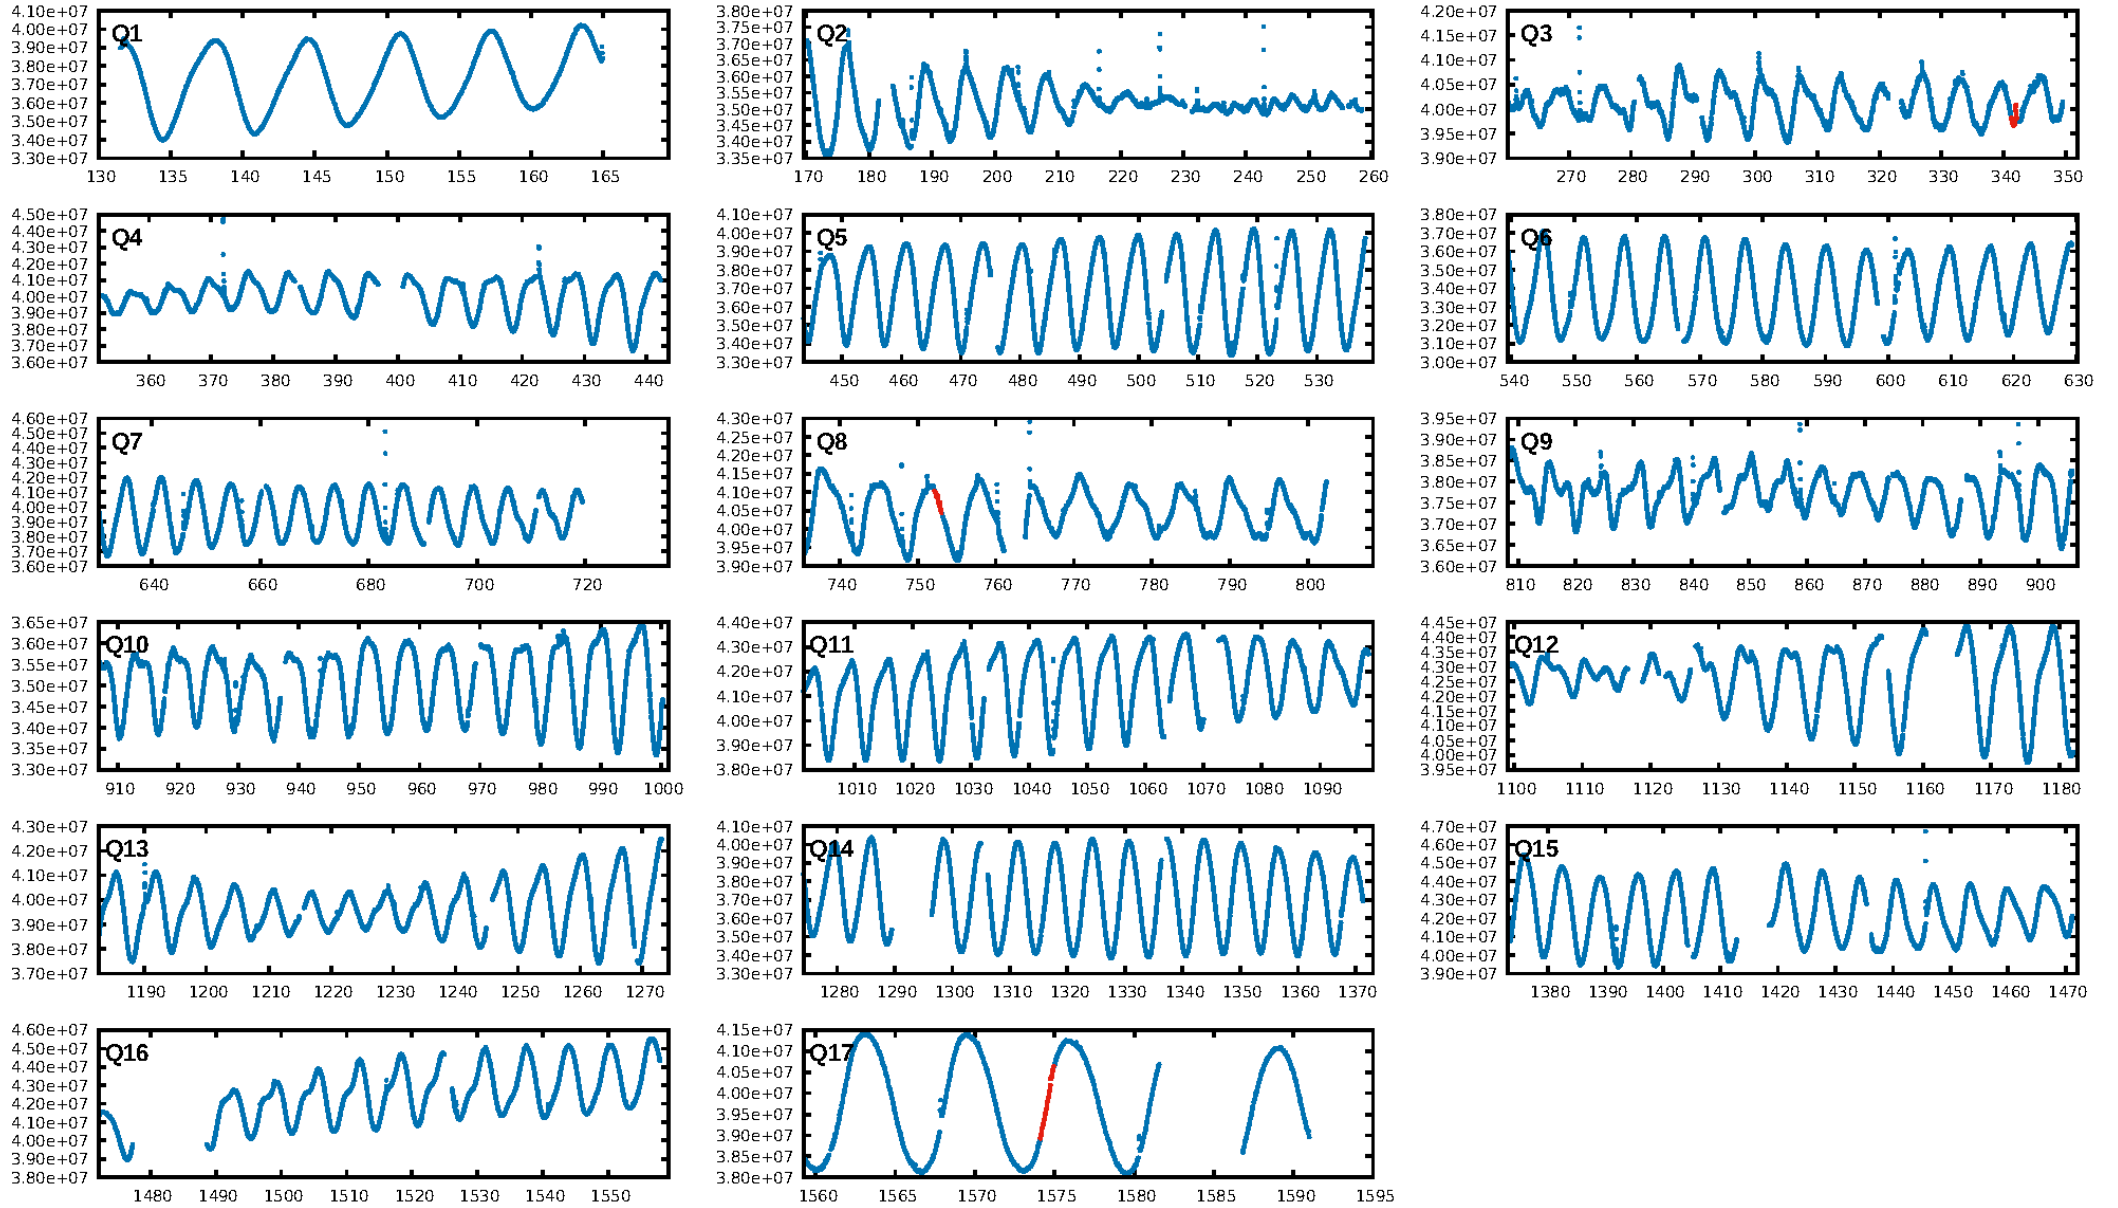 Q1
4.10e+07
4.00e+07
3.90e+07
3.80e+07
3.70e+07
3.60e+07
3.50e+07
3.40e+07
3.30e+07
130 135 140 145 150 155 160 165
Q2
3.80e+07
3.75e+07
3.70e+07
3.65e+07
3.60e+07
3.55e+07
3.50e+07
3.45e+07
3.40e+07
3.35e+07
170 180 190 200 210 220 230 240 250 260
Q3
4.20e+07
4.15e+07
4.10e+07
4.05e+07
4.00e+07
3.95e+07
3.90e+07
270 280 290 300 310 320 330 340 350
Q4
4.50e+07
4.40e+07
4.30e+07
4.20e+07
4.10e+07
4.00e+07
3.90e+07
3.80e+07
3.70e+07
3.60e+07
360 370 380 390 400 410 420 430 440
Q5
4.10e+07
4.00e+07
3.90e+07
3.80e+07
3.70e+07
3.60e+07
3.50e+07
3.40e+07
3.30e+07
450 460 470 480 490 500 510 520 530
Q6
3.80e+07
3.70e+07
3.60e+07
3.50e+07
3.40e+07
3.30e+07
3.20e+07
3.10e+07
3.00e+07
540 550 560 570 580 590 600 610 620 630
Q7
4.60e+07
4.50e+07
4.40e+07
4.30e+07
4.20e+07
4.10e+07
4.00e+07
3.90e+07
3.80e+07
3.70e+07
3.60e+07
640 660 680 700 720
Q8
4.30e+07
4.25e+07
4.20e+07
4.15e+07
4.10e+07
4.05e+07
4.00e+07
3.95e+07
3.90e+07
740 750 760 770 780 790 800
Q9
3.95e+07
3.90e+07
3.85e+07
3.80e+07
3.75e+07
3.70e+07
3.65e+07
3.60e+07
810 820 830 840 850 860 870 880 890 900
Q10
3.65e+07
3.60e+07
3.55e+07
3.50e+07
3.45e+07
3.40e+07
3.35e+07
3.30e+07
910 920 930 940 950 960 970 980 990 1000
Q11
4.40e+07
4.30e+07
4.20e+07
4.10e+07
4.00e+07
3.90e+07
3.80e+07
1010 1020 1030 1040 1050 1060 1070 1080 1090
Q12
4.45e+07
4.40e+07
4.35e+07
4.30e+07
4.25e+07
4.20e+07
4.15e+07
4.10e+07
4.05e+07
4.00e+07
3.95e+07
1100 1110 1120 1130 1140 1150 1160 1170 1180
Q13
4.30e+07
4.20e+07
4.10e+07
4.00e+07
3.90e+07
3.80e+07
3.70e+07
1190 1200 1210 1220 1230 1240 1250 1260 1270
Q14
4.10e+07
4.00e+07
3.90e+07
3.80e+07
3.70e+07
3.60e+07
3.50e+07
3.40e+07
3.30e+07
1280 1290 1300 1310 1320 1330 1340 1350 1360 1370
Q15
4.70e+07
4.60e+07
4.50e+07
4.40e+07
4.30e+07
4.20e+07
4.10e+07
4.00e+07
3.90e+07
1380 1390 1400 1410 1420 1430 1440 1450 1460 1470
Q16
4.60e+07
4.50e+07
4.40e+07
4.30e+07
4.20e+07
4.10e+07
4.00e+07
3.90e+07
3.80e+07
1480 1490 1500 1510 1520 1530 1540 1550
Q17
4.15e+07
4.10e+07
4.05e+07
4.00e+07
3.95e+07
3.90e+07
3.85e+07
3.80e+07
1560 1565 1570 1575 1580 1585 1590 1595